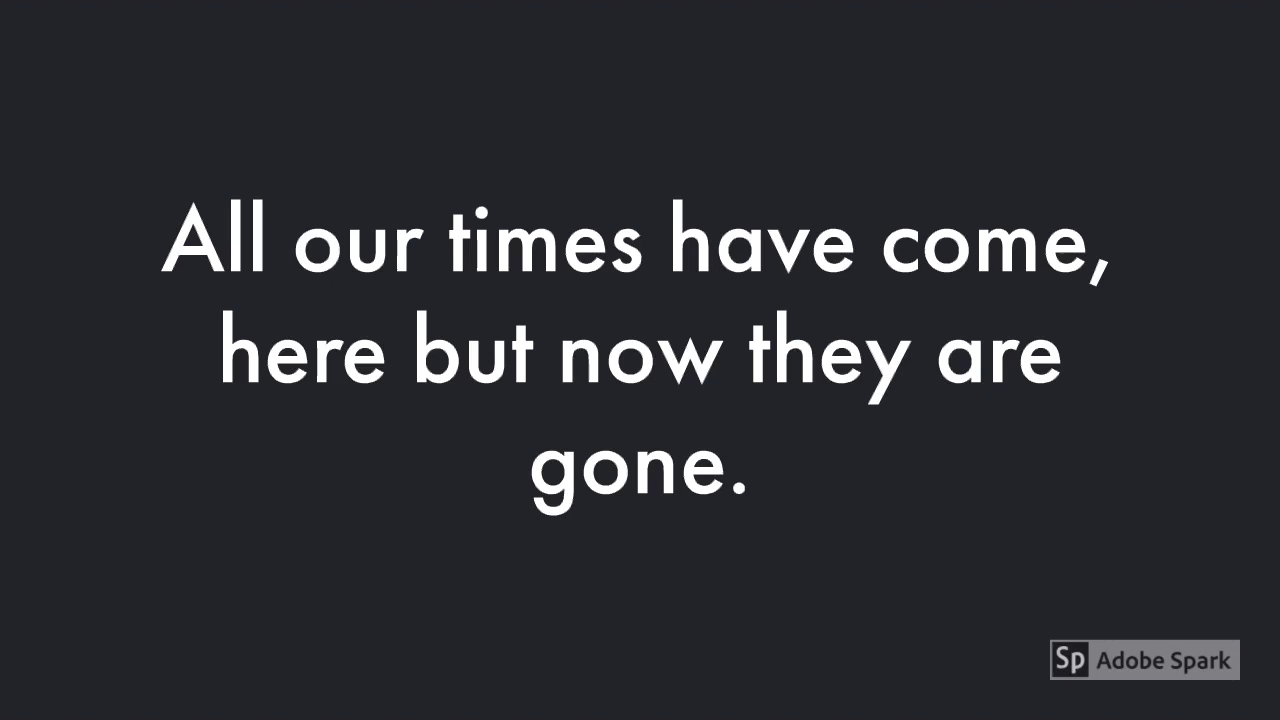 All our times have come,
here but now they are
gone.
Sp Adobe Spark